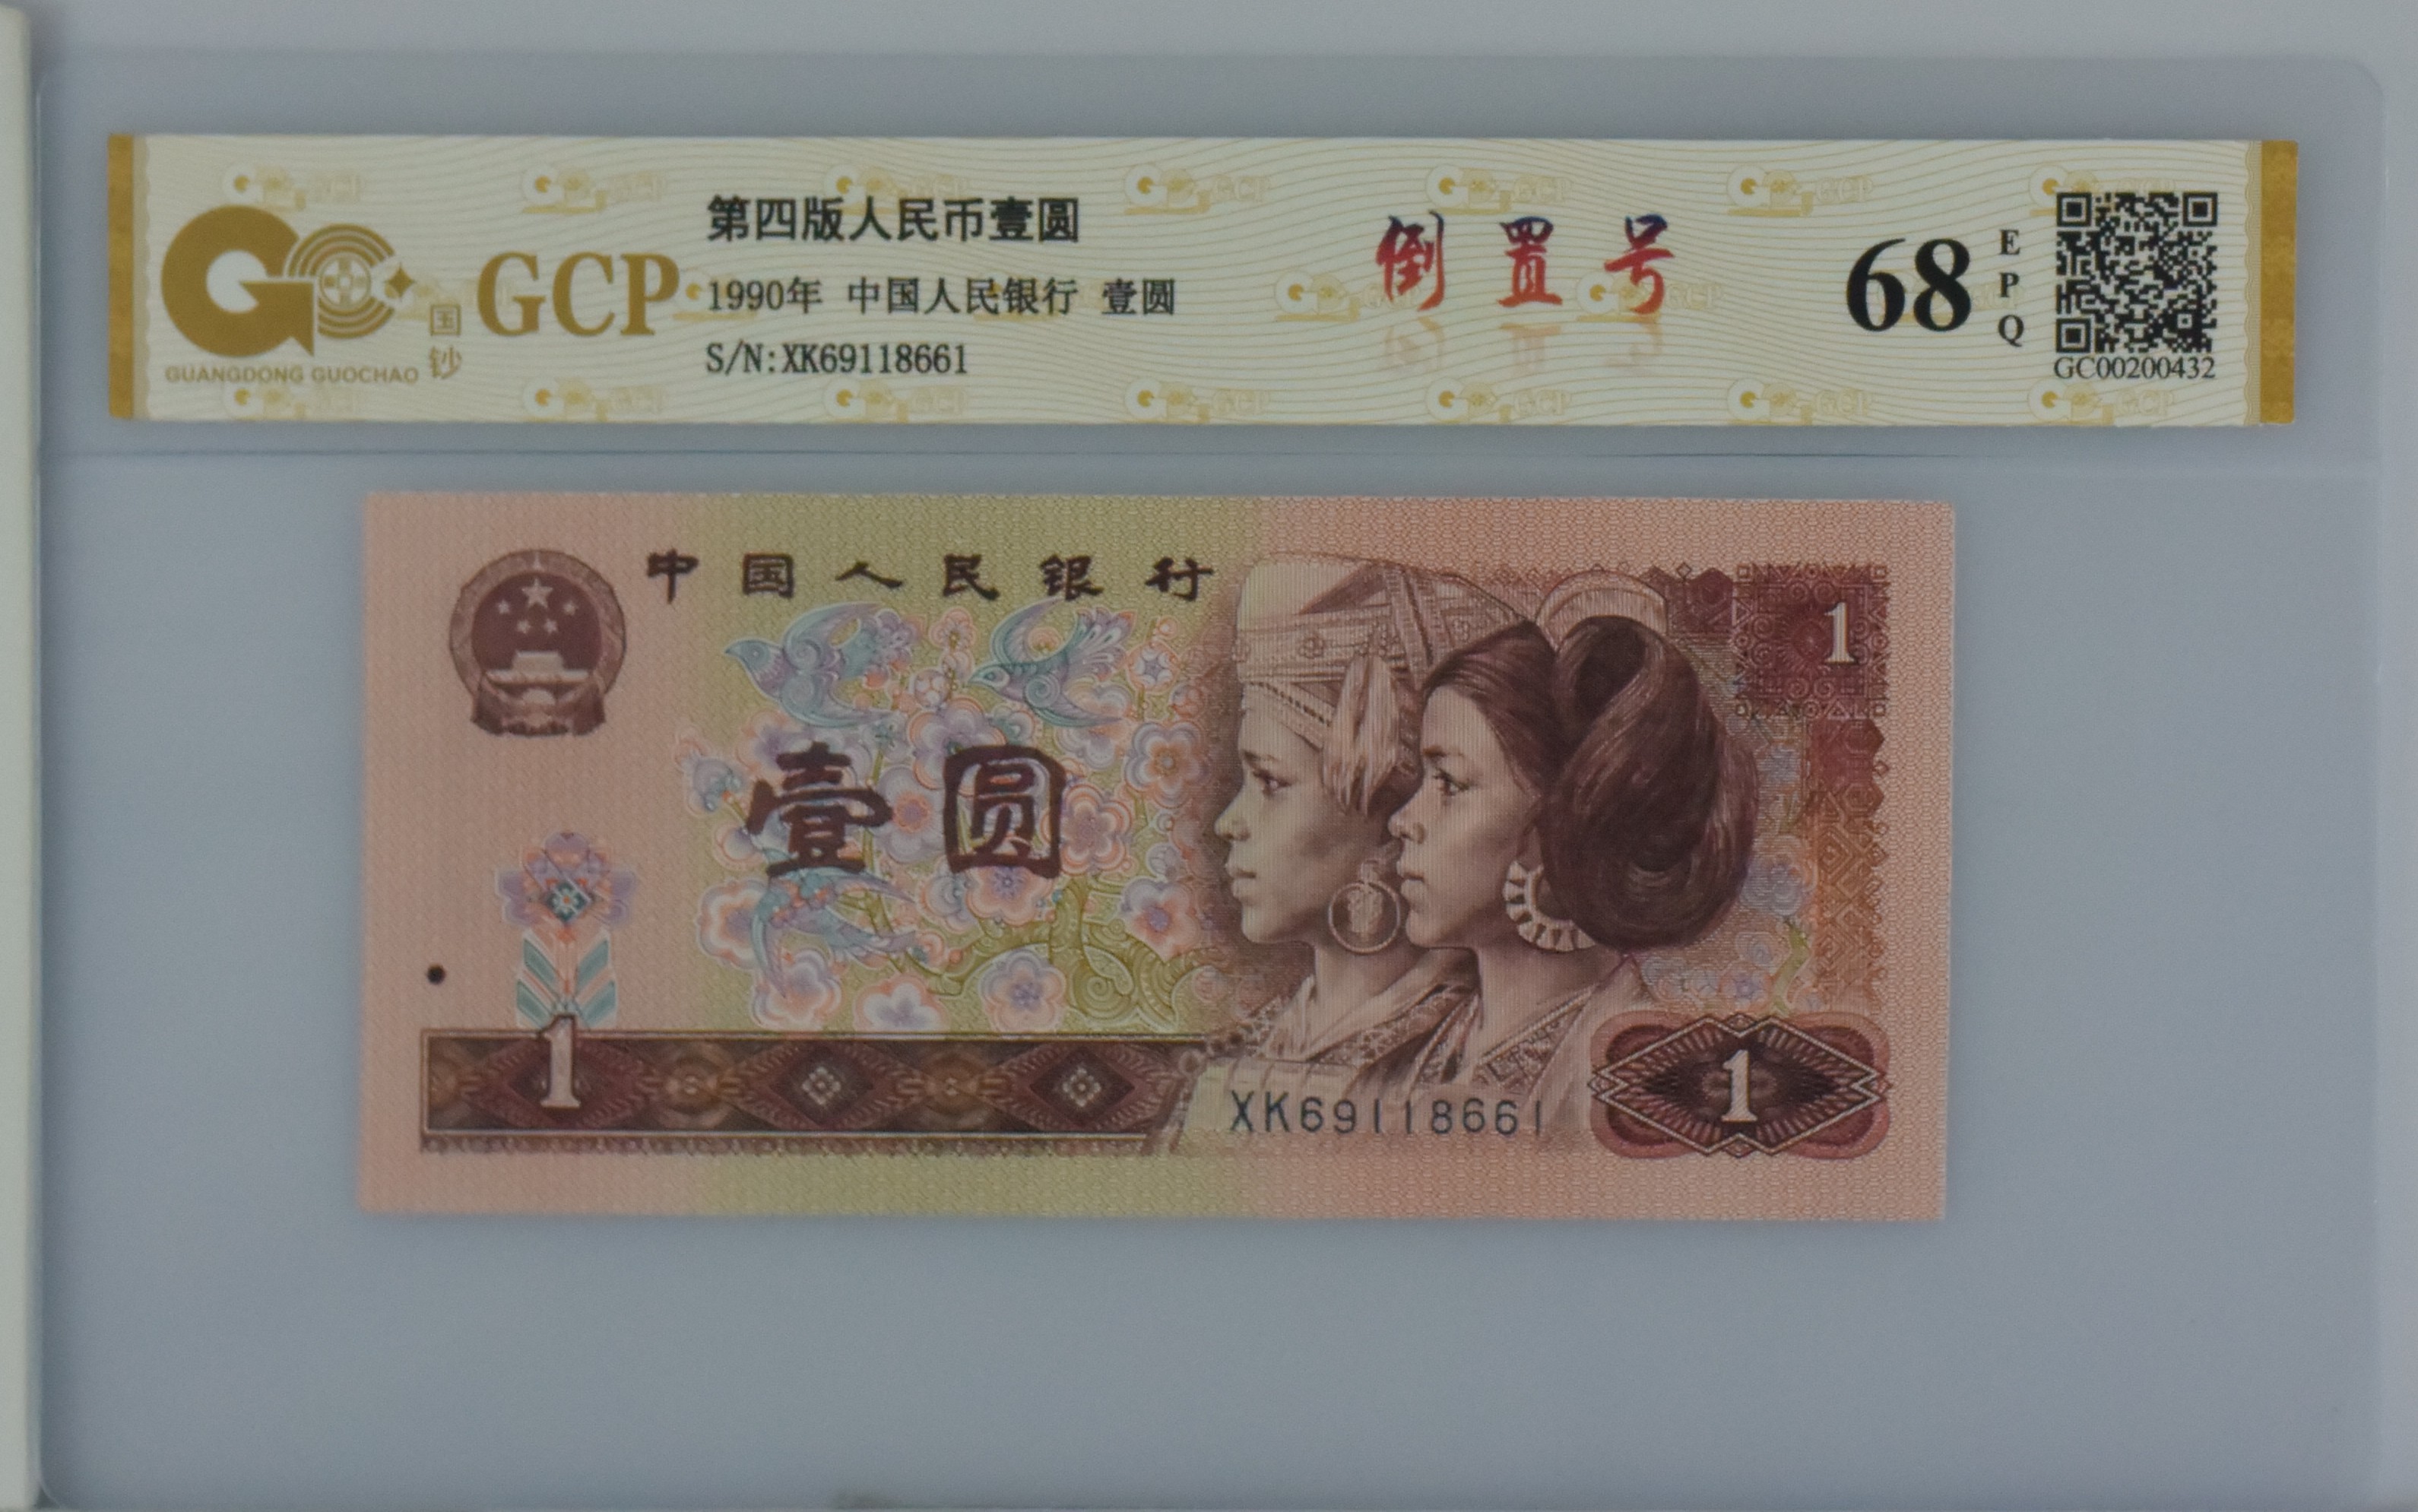 国钞
GCP
GUANGDONG GUOCHAO
第四版人民币壹圆
1990年 中国人民银行 壹圆
S/N:XK69118661
倒置号
68
EPQ
GC00200432
中国人民银行
1
壹圆
1
XK69118661
1